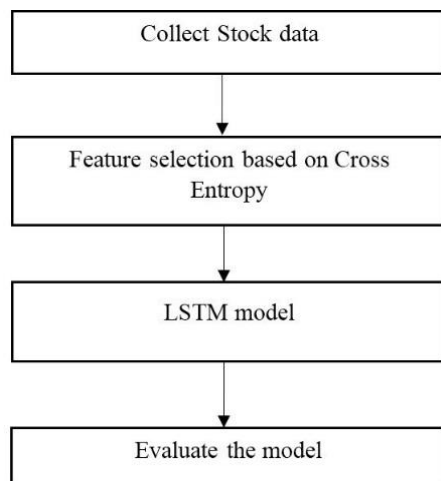 Collect Stock data
Feature selection based on Cross
Entropy
LSTM model
Evaluate the model